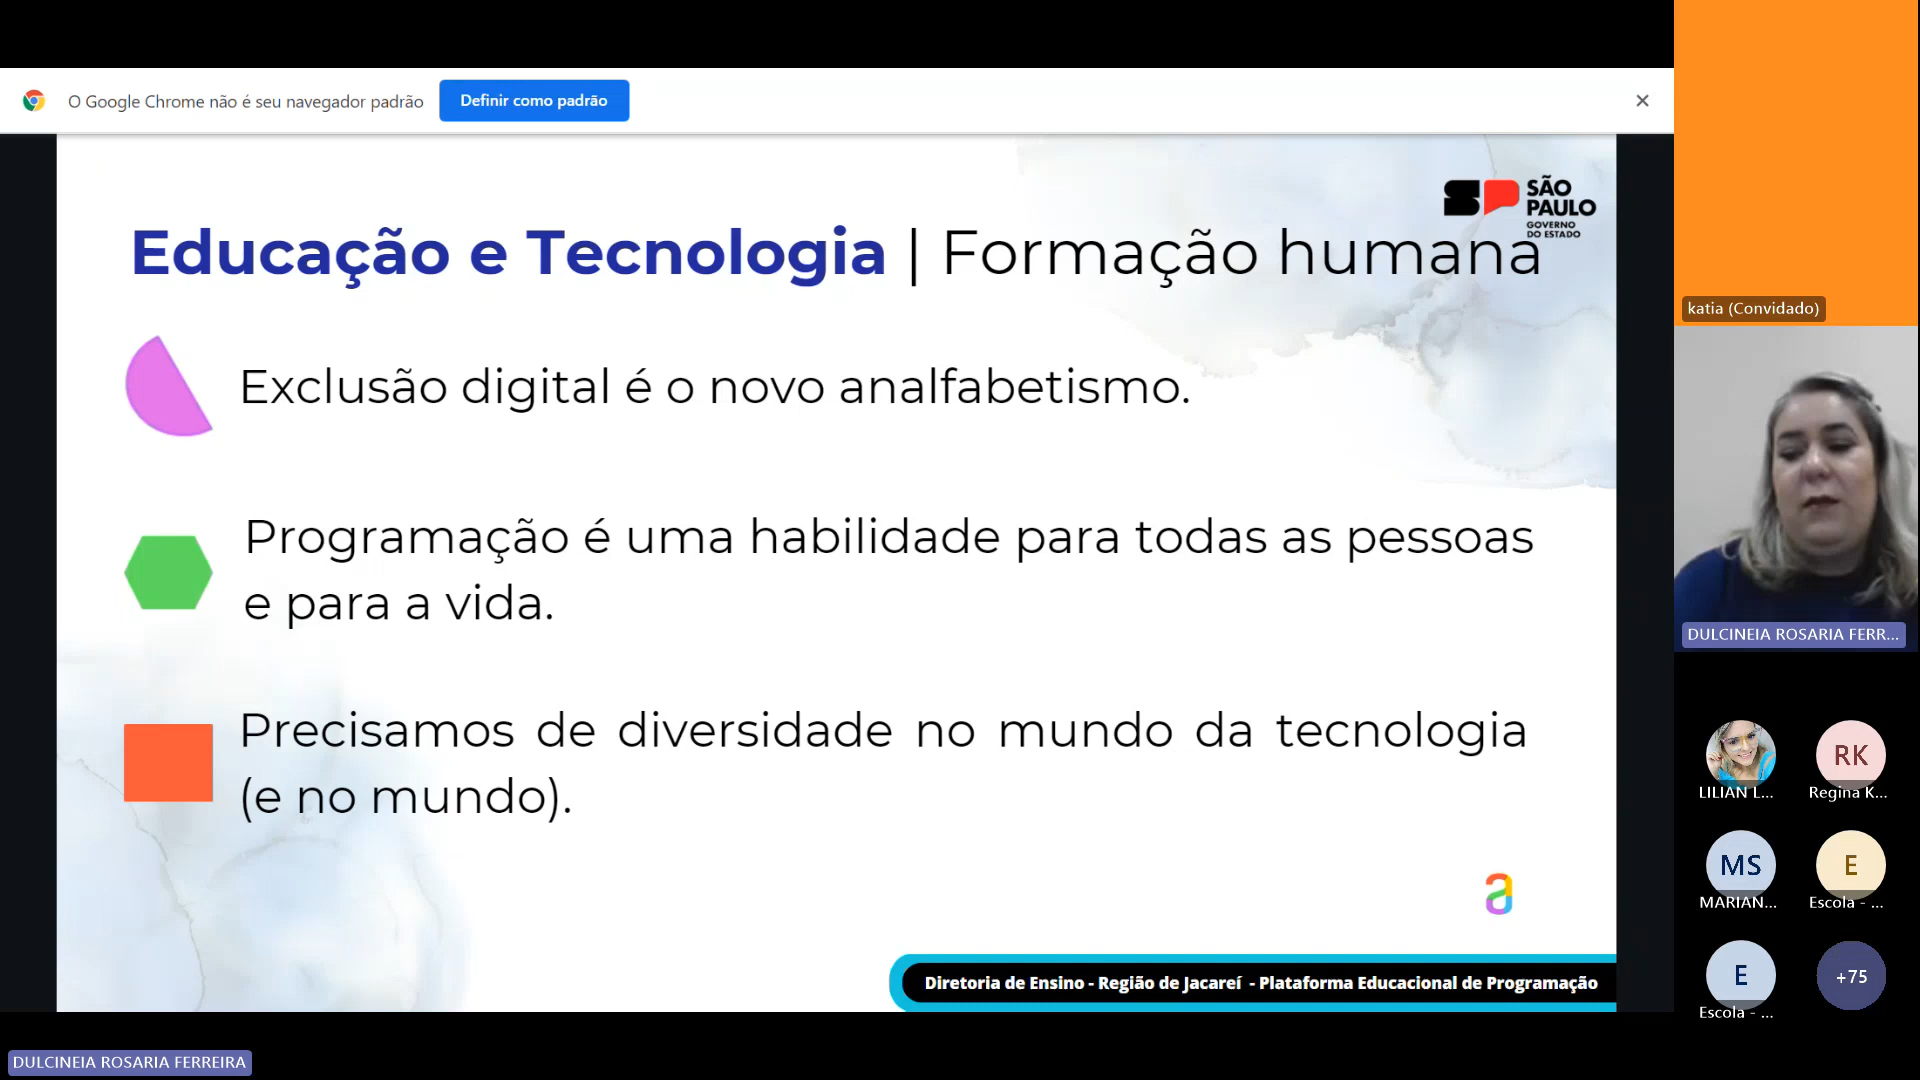 O Google Chrome não é seu navegador padrão
Definir como padrão
SÃO
PAULO
GOVERNO
DO ESTADO
Educação e Tecnologia | Formação humana
Exclusão digital é o novo analfabetismo.
Programação é uma habilidade para todas as pessoas
e para a vida.
Precisamos de diversidade no mundo da tecnologia
(e no mundo).
a
Diretoria de Ensino - Região de Jacareí - Plataforma Educacional de Programação
katia (Convidado)
DULCINEIA ROSARIA FERR...
LILIAN L...
RK
Regina K...
MS
MARIAN...
E
Escola - ...
E
Escola - ...
+75
DULCINEIA ROSARIA FERREIRA